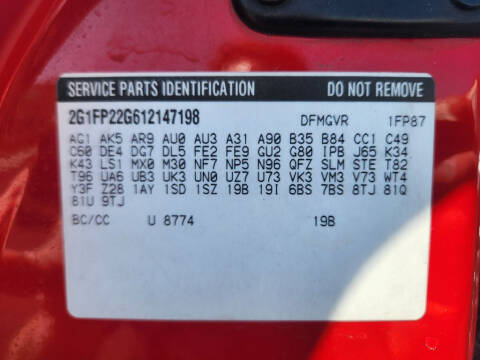 SERVICE PARTS IDENTIFICATION DO NOT REMOVE
2G1FP22G612147198 DFMGVR 1FP87
AG1 AK5 AR9 AU0 AU3 A31 A90 B35 B84 CC1 C49
C60 DE4 DG7 DL5 FE2 FE9 GU2 G80 IPB J65 K34
K43 LS1 MX0 M30 NF7 NP5 N96 QFZ SLM STE T82
T96 UA6 UB3 UK3 UN0 UZ7 U73 VK3 VM3 V73 WT4
Y3F Z28 1AY 1SD 1SZ 19B 19I 6BS 7BS 8TJ 81Q
81U 9TJ
BC/CC U 8774 19B